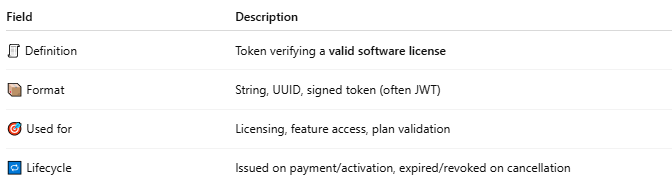 Field Description
Definition Token verifying a valid software license
Format String, UUID, signed token (often JWT)
Used for Licensing, feature access, plan validation
Lifecycle Issued on payment/activation, expired/revoked on cancellation